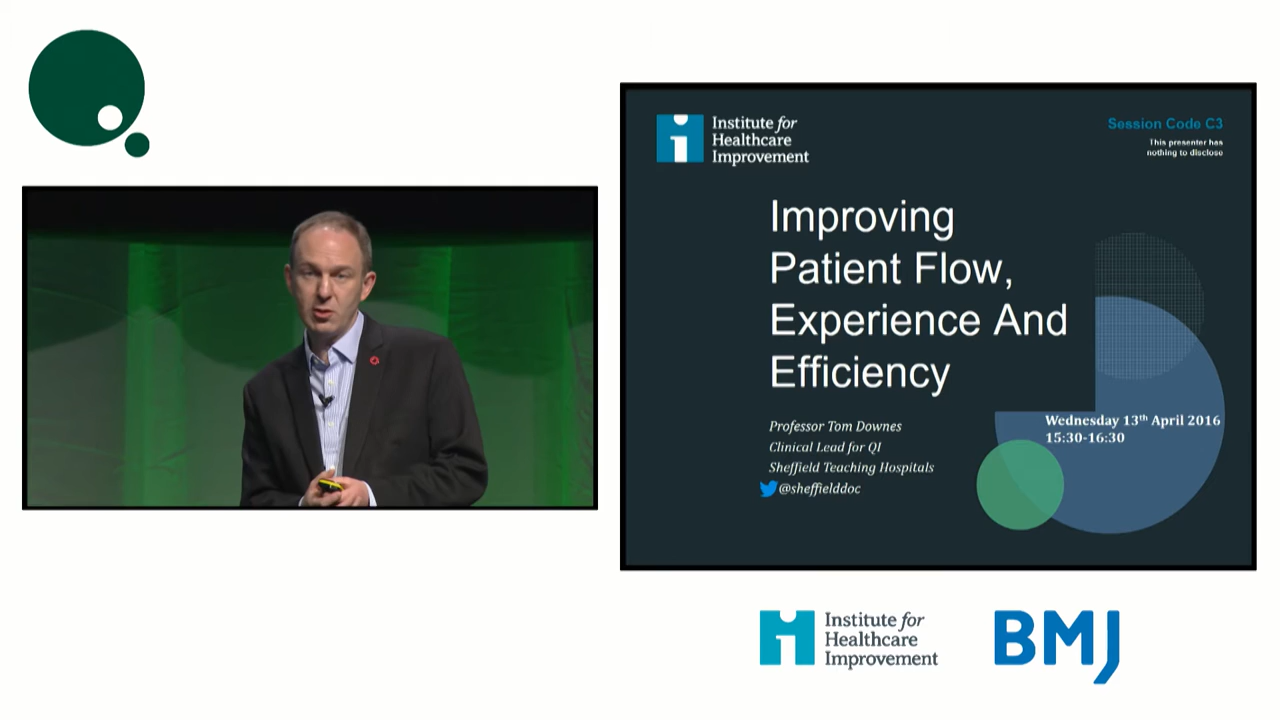 Institute for
Healthcare
Improvement
Session Code C3
This presenter has
nothing to disclose
Improving
Patient Flow,
Experience And
Efficiency
Professor Tom Downes
Clinical Lead for QI
Sheffield Teaching Hospitals
@sheffielddoc
Wednesday 13th April 2016
15:30-16:30
Institute for
Healthcare
Improvement
BMJ